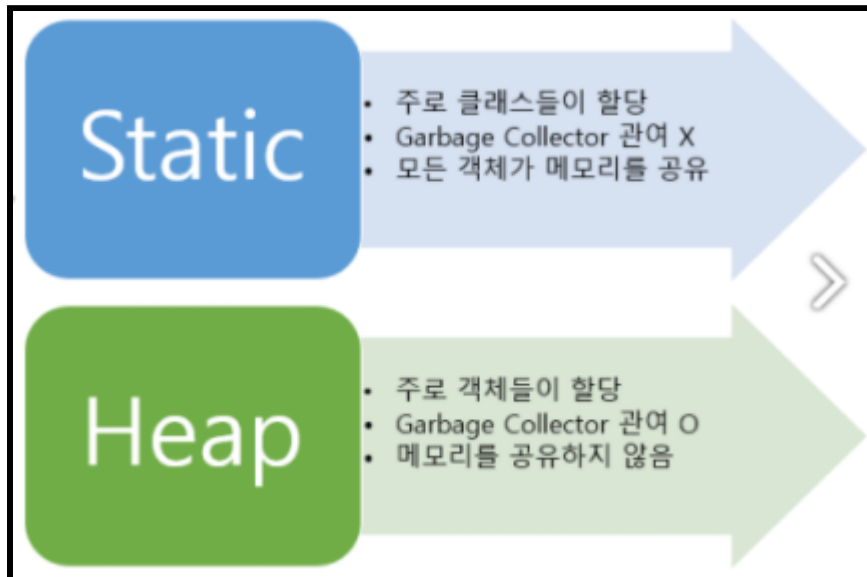 Static
• 주로 클래스들이 할당
• Garbage Collector 관여 X
• 모든 객체가 메모리를 공유
Heap
• 주로 객체들이 할당
• Garbage Collector 관여 O
• 메모리를 공유하지 않음